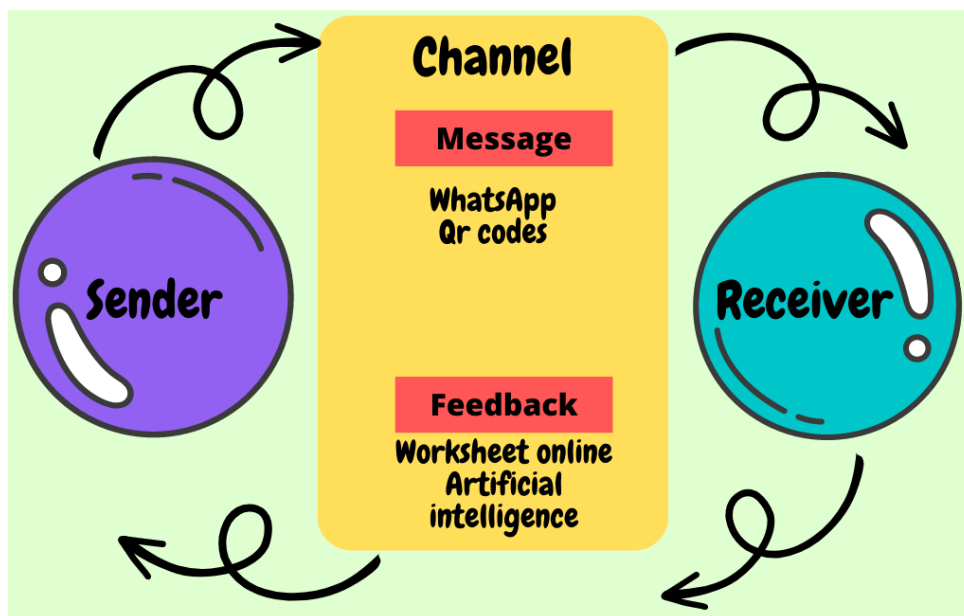 Channel
Message
WhatsApp
Qr codes
Sender
Receiver
Feedback
Worksheet online
Artificial
intelligence